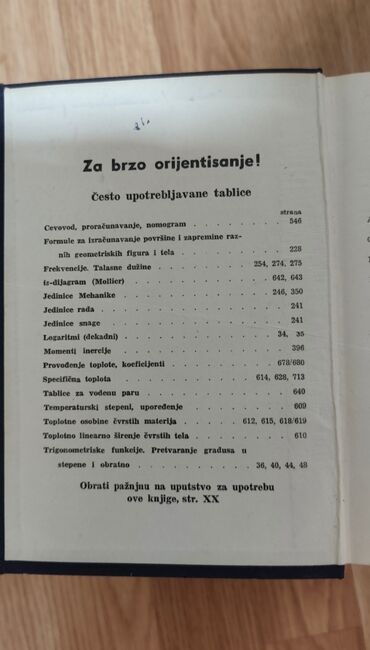 Za brzo orijentisanje!
često upotrebljavane tablice
strana
Cevovod, proračunavanje, nomogram . . . . . . . . . 546
Formule za isračunavanje površine i zapremine raz-
nih geometriskih figura i tela . . . . . . . . . . 228
Frekvencije. Talasne dužine . . . . . . . . 254, 274, 275
iz-dijagram (Mollier) . . . . . . . . . . . 642, 643
Jedinice Mehanike . . . . . . . . . . . 246, 350
Jedinice rada . . . . . . . . . . . . . . 241
Jedinice snage . . . . . . . . . . . . . . 241
Logaritmi (dekadni) . . . . . . . . . . . 34, 35
Momenti inercije . . . . . . . . . . . . . 396
Provođenje toplote, koeficijenti . . . . . . . . 678/680
Specifična toplota . . . . . . . . . . 614, 628, 713
Tablice za vodenu paru . . . . . . . . . . . 640
Temperaturski stepeni, upoređenje . . . . . . . . 609
Toplotne osobine čvrstih materija . . . . 612, 615, 618/619
Toplotno linearno širenje čvrstih tela . . . . . . . 610
Trigonometriske funkcije. Pretvaranje gradusa u
stepene i obratno . . . . . . . . . 36, 40, 44, 48
Obrati pažnjnu na uputstvo za upotrebu
ove knjige, str. XX